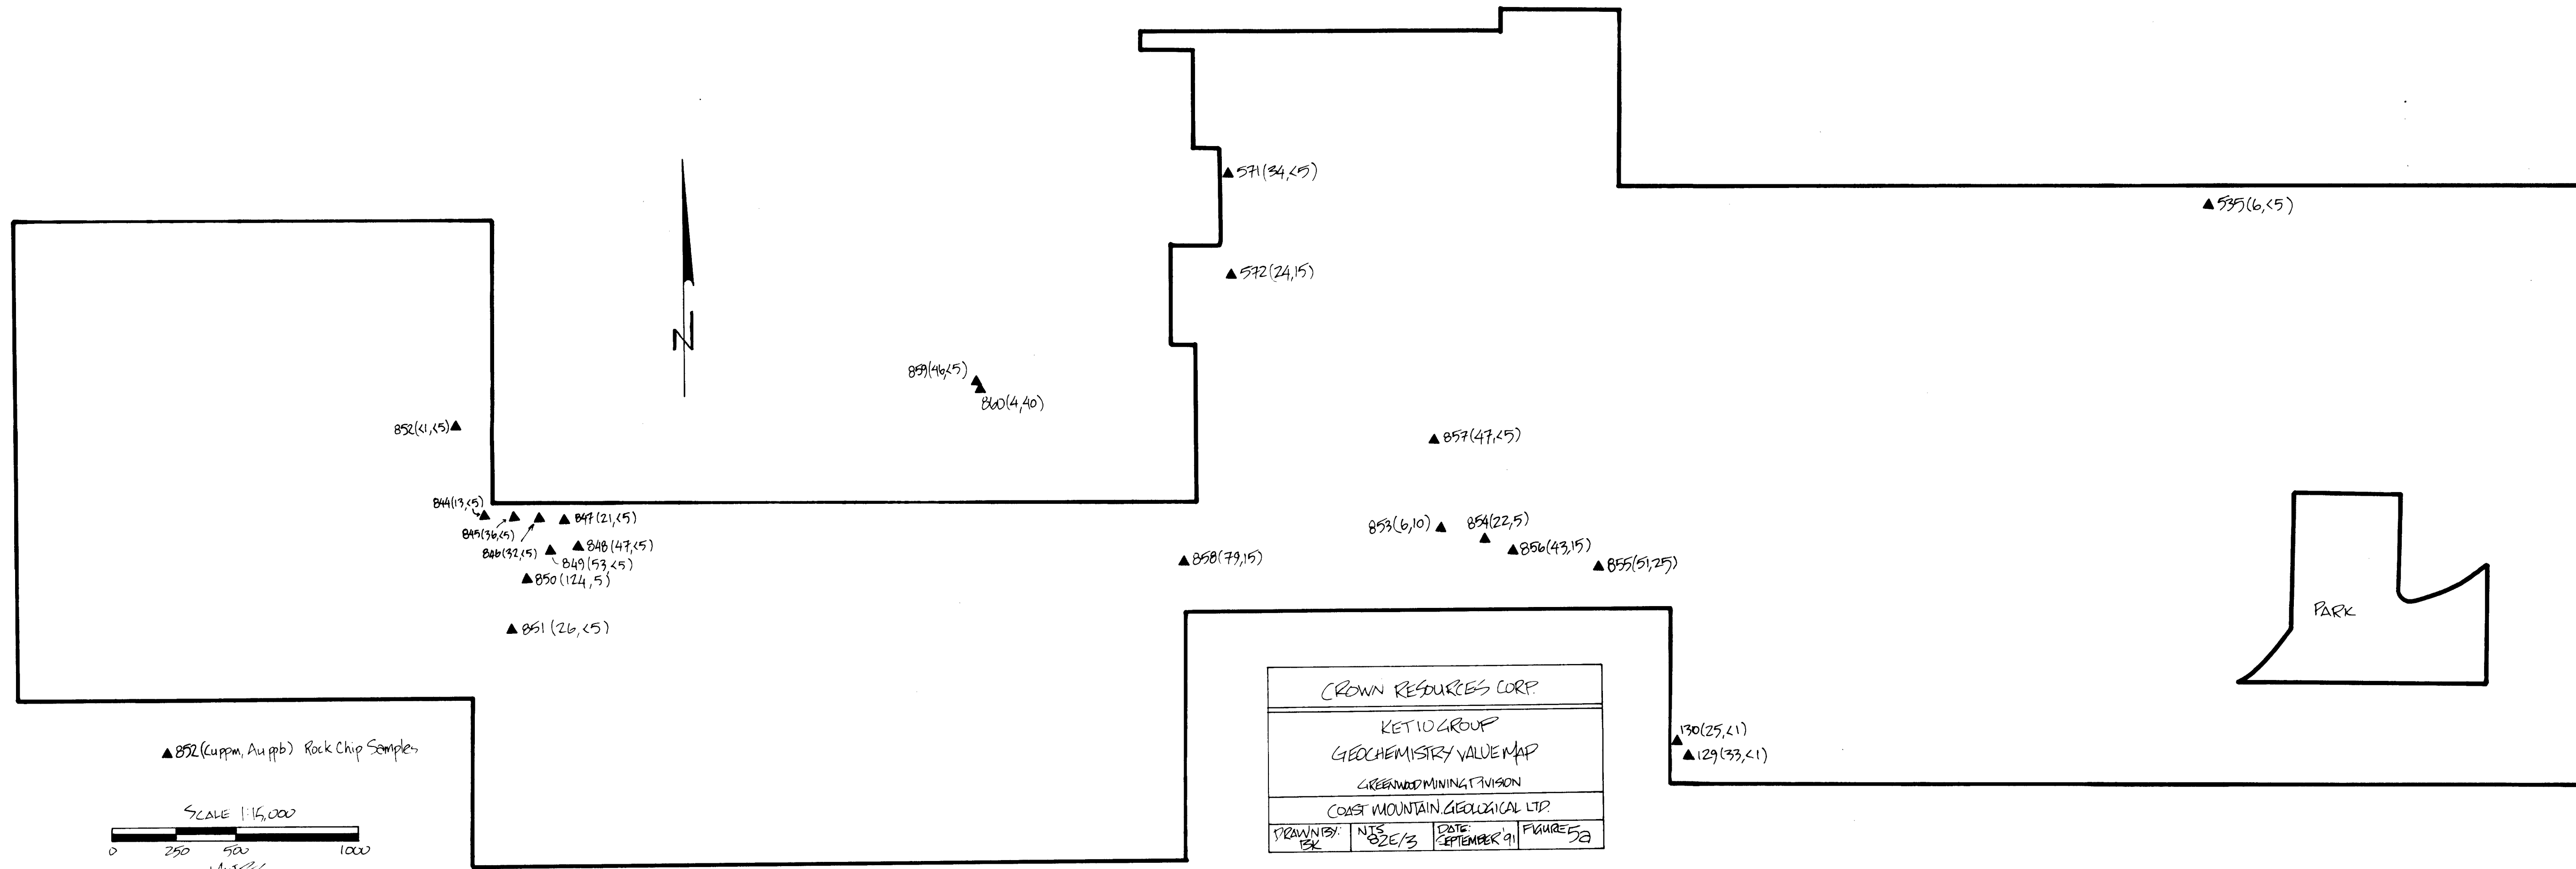 571(34,<5)
535(6,<5)
572(24,15)
N
859(46,<5)
860(4,40)
852(<1,<5)
857(47,<5)
844(13,<5)
845(36,<5)
846(32,<5)
847(21,<5)
848(47,<5)
849(53,<5)
850(124,5)
851(26,<5)
853(6,10)
854(22,5)
856(43,15)
855(51,25)
858(79,15)
PARK
130(25,<1)
129(33,<1)
852(Cuppm, Auppb) Rock Chip Samples
SCALE 1:15,000
0 250 500 1000
CROWN RESOURCES CORP.
KET 10 GROUP
GEOCHEMISTRY VALUE MAP
GREENWOOD MINING DIVISON
COAST MOUNTAIN GEOLOGICAL LTD.
DRAWN BY: BK
NTS 82E/3
DATE: SEPTEMBER '91
FIGURE 5a